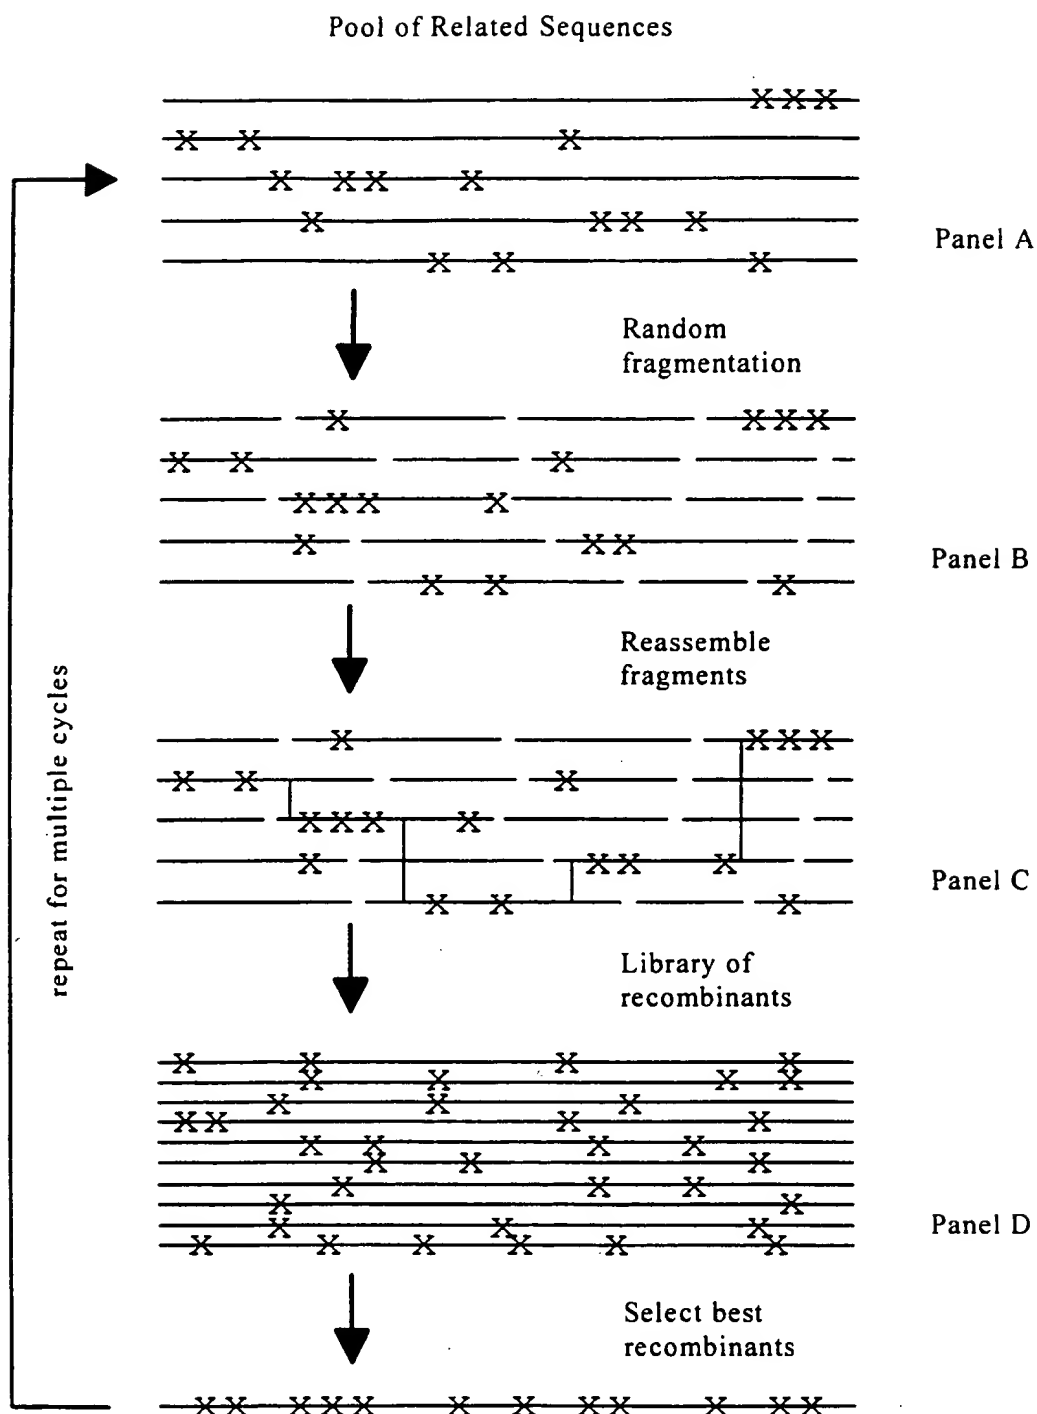 Pool of Related Sequences
Panel A
Random
fragmentation
Panel B
Reassemble
fragments
repeat for multiple cycles
Panel C
Library of
recombinants
Panel D
Select best
recombinants